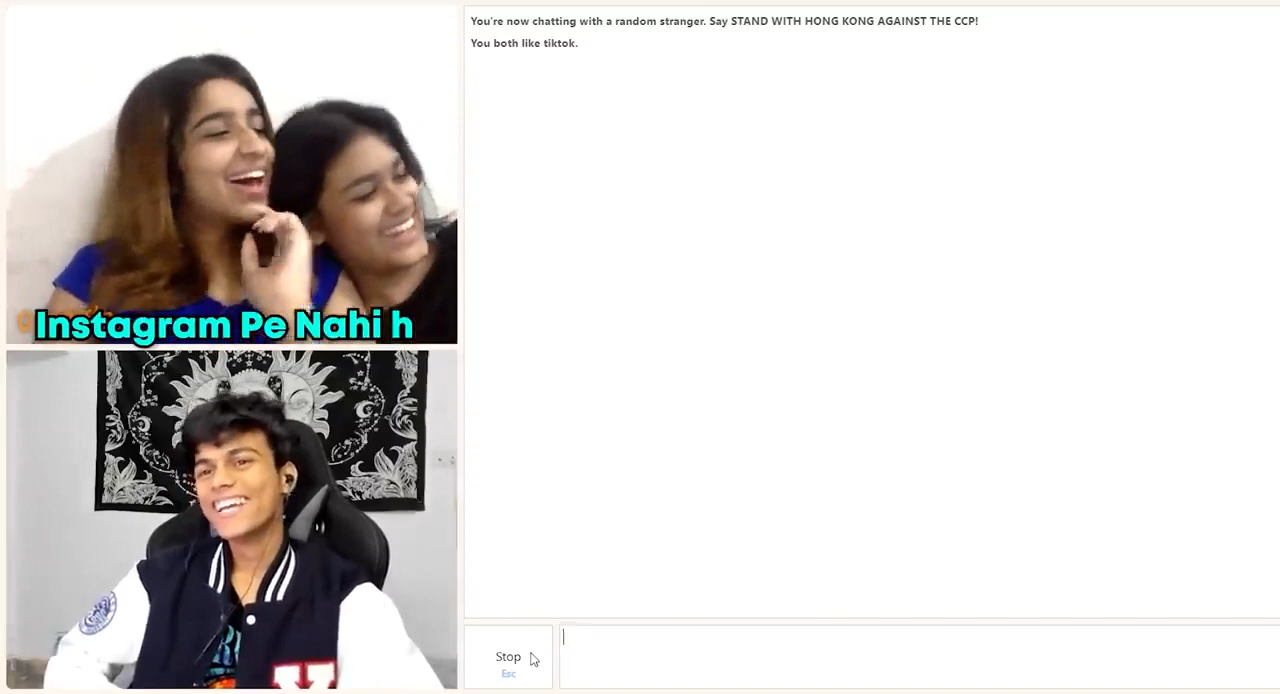 You're now chatting with a random stranger. Say STAND WITH HONG KONG AGAINST THE CCP!
You both like tiktok.
Instagram Pe Nahi h
Stop
Esc